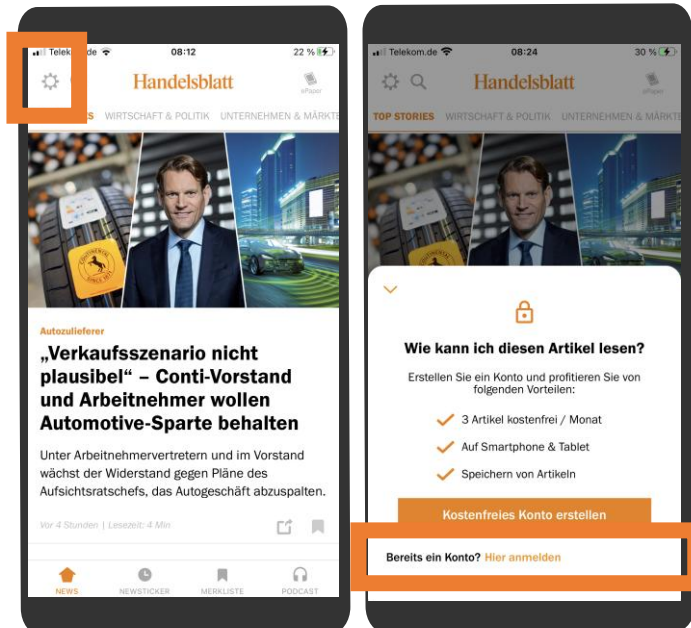 Telekom.de
08:12
22 %
Handelsblatt
ePaper
S WIRTSCHAFT & POLITIK UNTERNEHMEN & MÄRKTE
CONTINENTAL
Autozulieferer
„Verkaufsszenario nicht
plausibel“ – Conti-Vorstand
und Arbeitnehmer wollen
Automotive-Sparte behalten
Unter Arbeitnehmervertretern und im Vorstand
wächst der Widerstand gegen Pläne des
Aufsichtsratschefs, das Autogeschäft abzuspalten.
Vor 4 Stunden | Lesezeit: 4 Min
NEWS NEWSTICKER MERKLISTE PODCAST
Telekom.de
08:24
30 %
Handelsblatt
ePaper
TOP STORIES WIRTSCHAFT & POLITIK UNTERNEHMEN & MÄRKT
Wie kann ich diesen Artikel lesen?
Erstellen Sie ein Konto und profitieren Sie von
folgenden Vorteilen:
3 Artikel kostenfrei / Monat
Auf Smartphone & Tablet
Speichern von Artikeln
Kostenfreies Konto erstellen
Bereits ein Konto? Hier anmelden